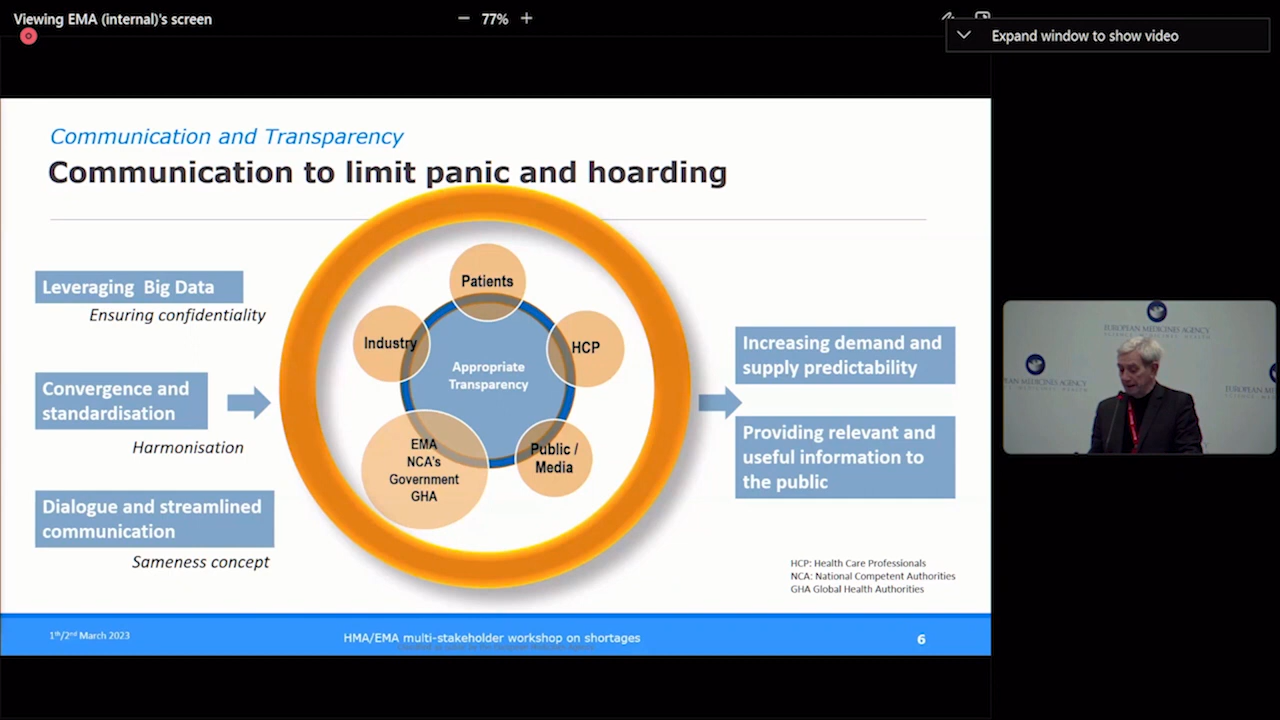 Viewing EMA (internal)'s screen
77%
Expand window to show video
Communication and Transparency
Communication to limit panic and hoarding
Leveraging Big Data
Ensuring confidentiality
Convergence and
standardisation
Harmonisation
Dialogue and streamlined
communication
Sameness concept
Patients
Industry
HCP
Appropriate
Transparency
EMA
NCA's
Government
GHA
Public /
Media
Increasing demand and
supply predictability
Providing relevant and
useful information to
the public
HCP: Health Care Professionals
NCA: National Competent Authorities
GHA Global Health Authorities
1th/2nd March 2023
HMA/EMA multi-stakeholder workshop on shortages
6
EUROPEAN MEDICINES AGENCY